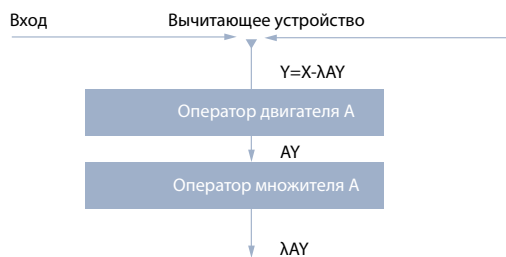 Вход
Вычитающее устройство
Y=X-λAY
Оператор двигателя А
AY
Оператор множителя А
λAY